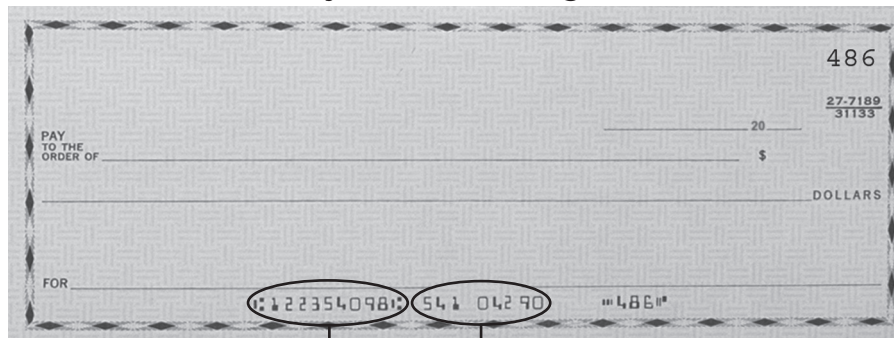 486
27-7189
31133
20
PAY
TO THE
ORDER OF
$
DOLLARS
FOR
⑆122354098⑆ 541 04290 ⑈486⑈